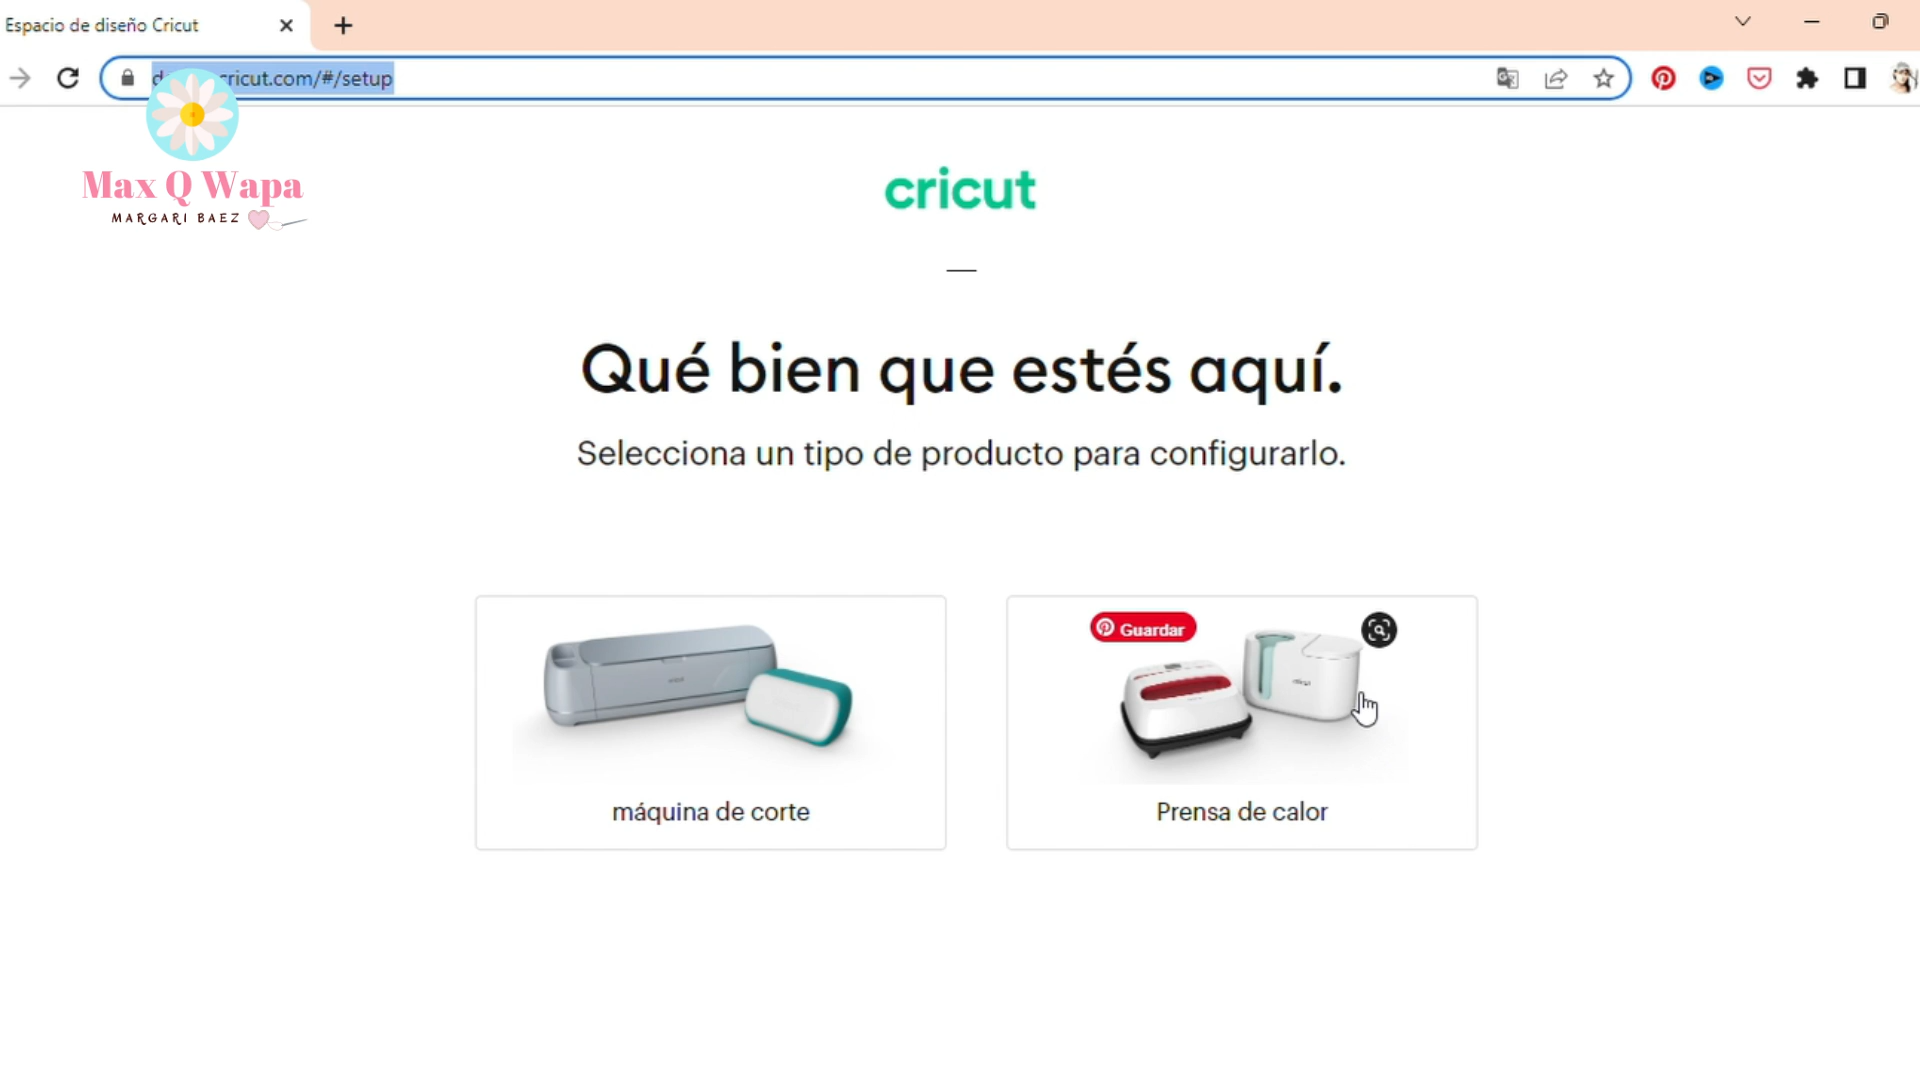 Espacio de diseño Cricut
cricut.com/#/setup
Max Q Wapa
MARGARI BAEZ
cricut
Qué bien que estés aquí.
Selecciona un tipo de producto para configurarlo.
Guardar
máquina de corte
Prensa de calor